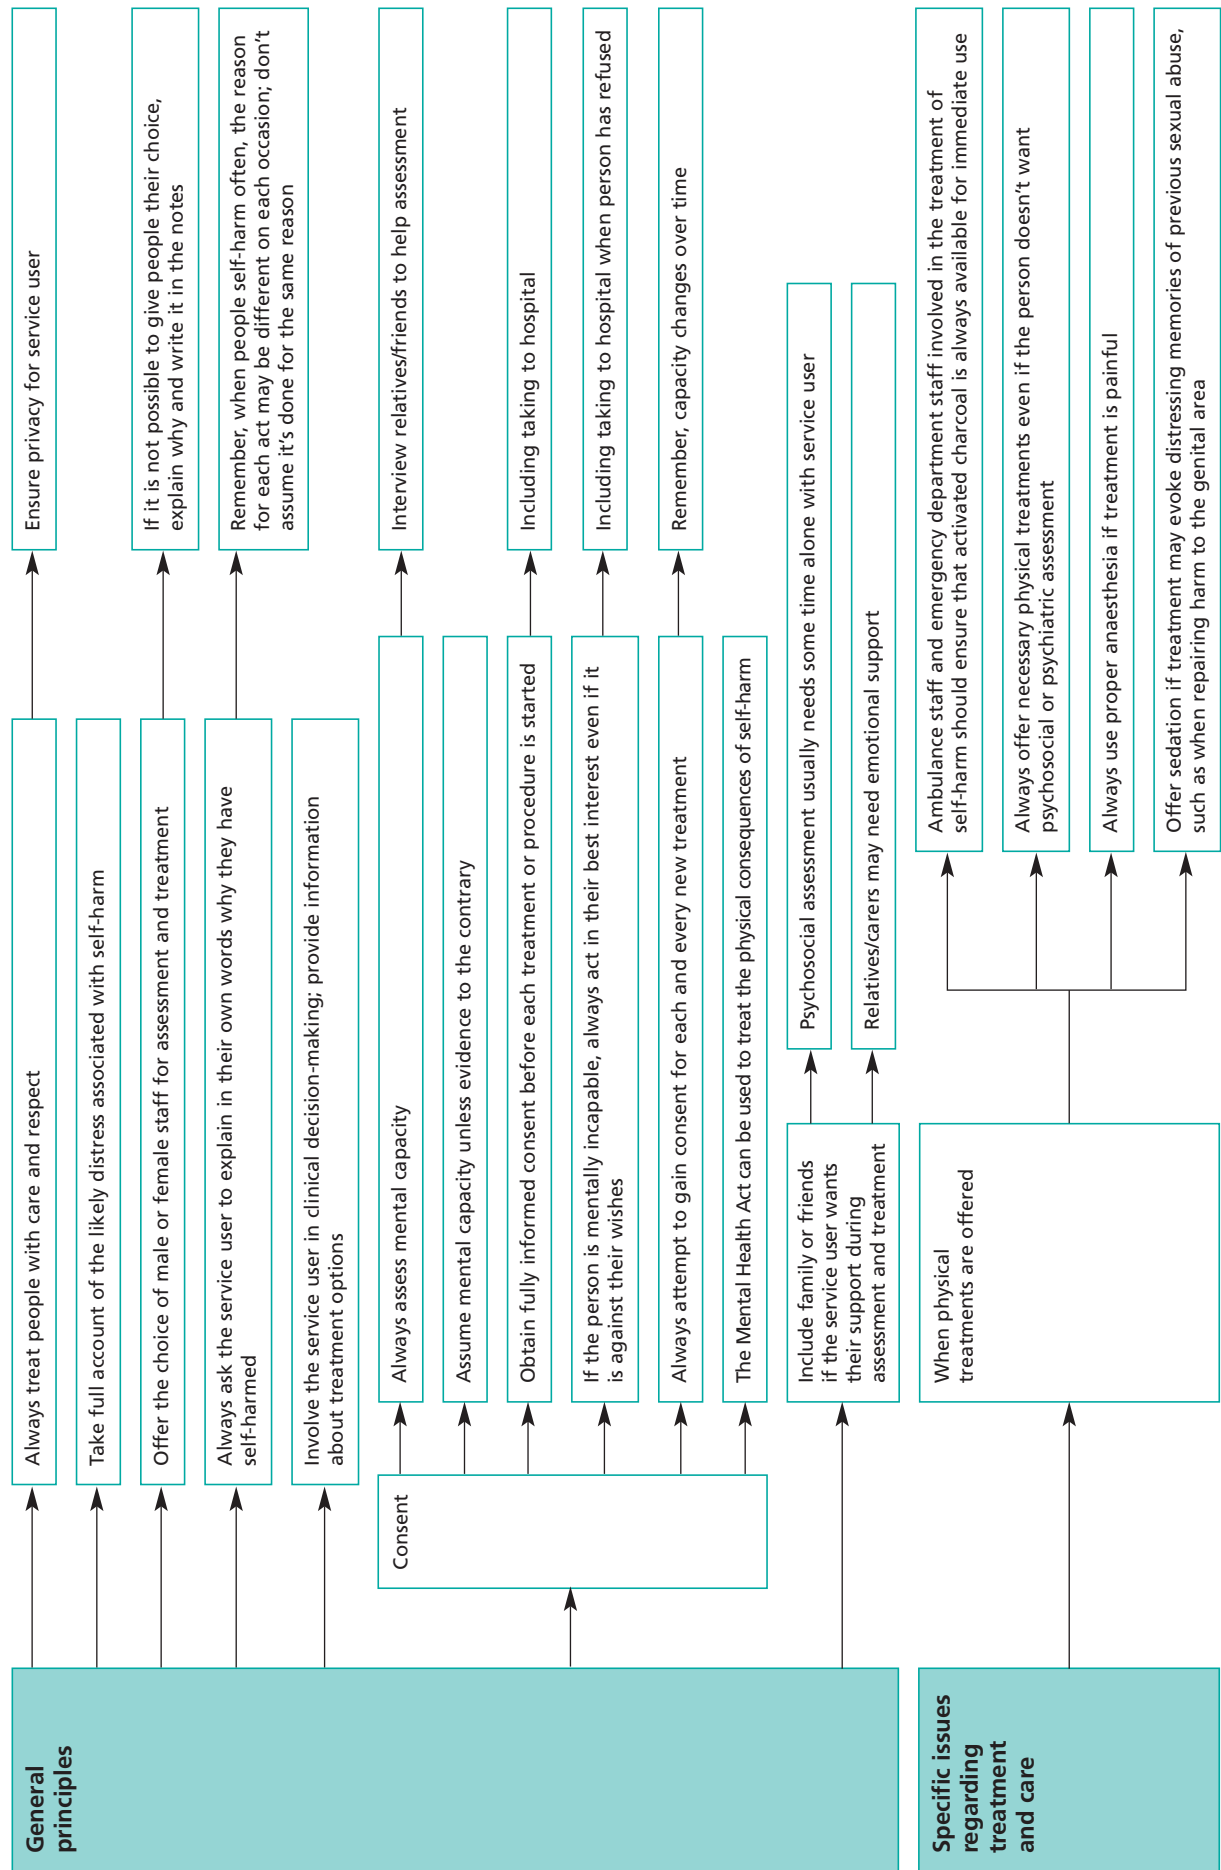 General
principles
Always treat people with care and respect
Ensure privacy for service user
Take full account of the likely distress associated with self-harm
Offer the choice of male or female staff for assessment and treatment
If it is not possible to give people their choice,
explain why and write it in the notes
Always ask the service user to explain in their own words why they have
self-harmed
Remember, when people self-harm often, the reason
for each act may be different on each occasion; don't
assume it's done for the same reason
Involve the service user in clinical decision-making; provide information
about treatment options
Consent
Always assess mental capacity
Interview relatives/friends to help assessment
Assume mental capacity unless evidence to the contrary
Obtain fully informed consent before each treatment or procedure is started
Including taking to hospital
If the person is mentally incapable, always act in their best interest even if it
is against their wishes
Including taking to hospital when person has refused
Always attempt to gain consent for each and every new treatment
Remember, capacity changes over time
The Mental Health Act can be used to treat the physical consequences of self-harm
Include family or friends
if the service user wants
their support during
assessment and treatment
Psychosocial assessment usually needs some time alone with service user
Relatives/carers may need emotional support
Specific issues
regarding
treatment
and care
When physical
treatments are offered
Ambulance staff and emergency department staff involved in the treatment of
self-harm should ensure that activated charcoal is always available for immediate use
Always offer necessary physical treatments even if the person doesn't want
psychosocial or psychiatric assessment
Always use proper anaesthesia if treatment is painful
Offer sedation if treatment may evoke distressing memories of previous sexual abuse,
such as when repairing harm to the genital area